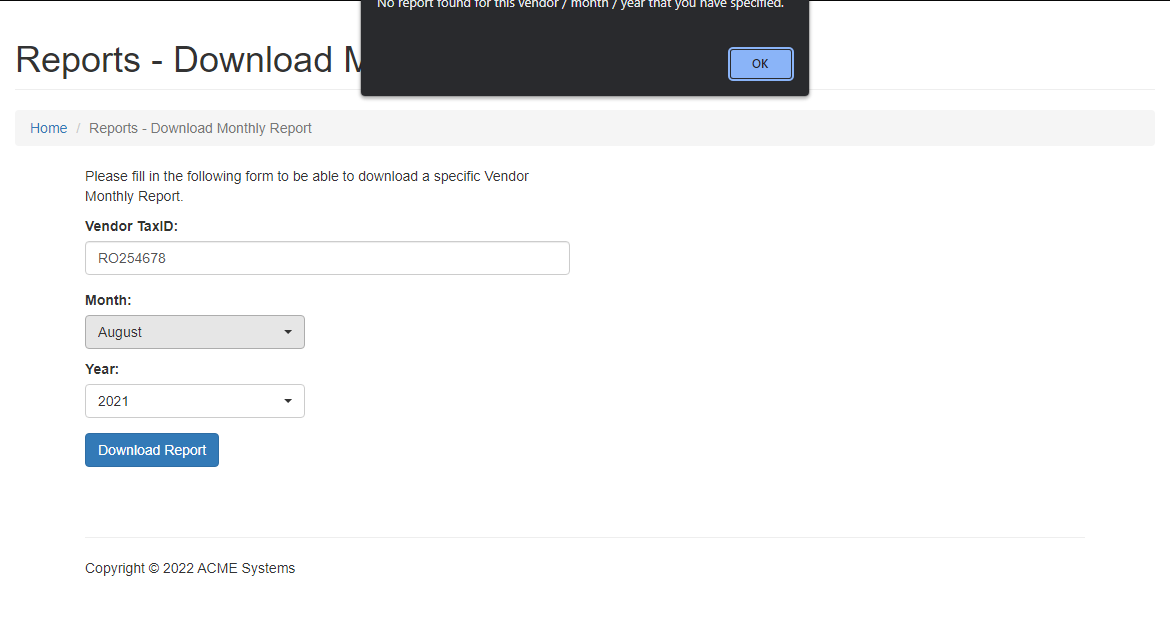 No report found for this vendor / month / year that you have specified.
OK
Reports - Download
Home / Reports - Download Monthly Report
Please fill in the following form to be able to download a specific Vendor
Monthly Report.
Vendor TaxID:
RO254678
Month:
August
Year:
2021
Download Report
Copyright © 2022 ACME Systems